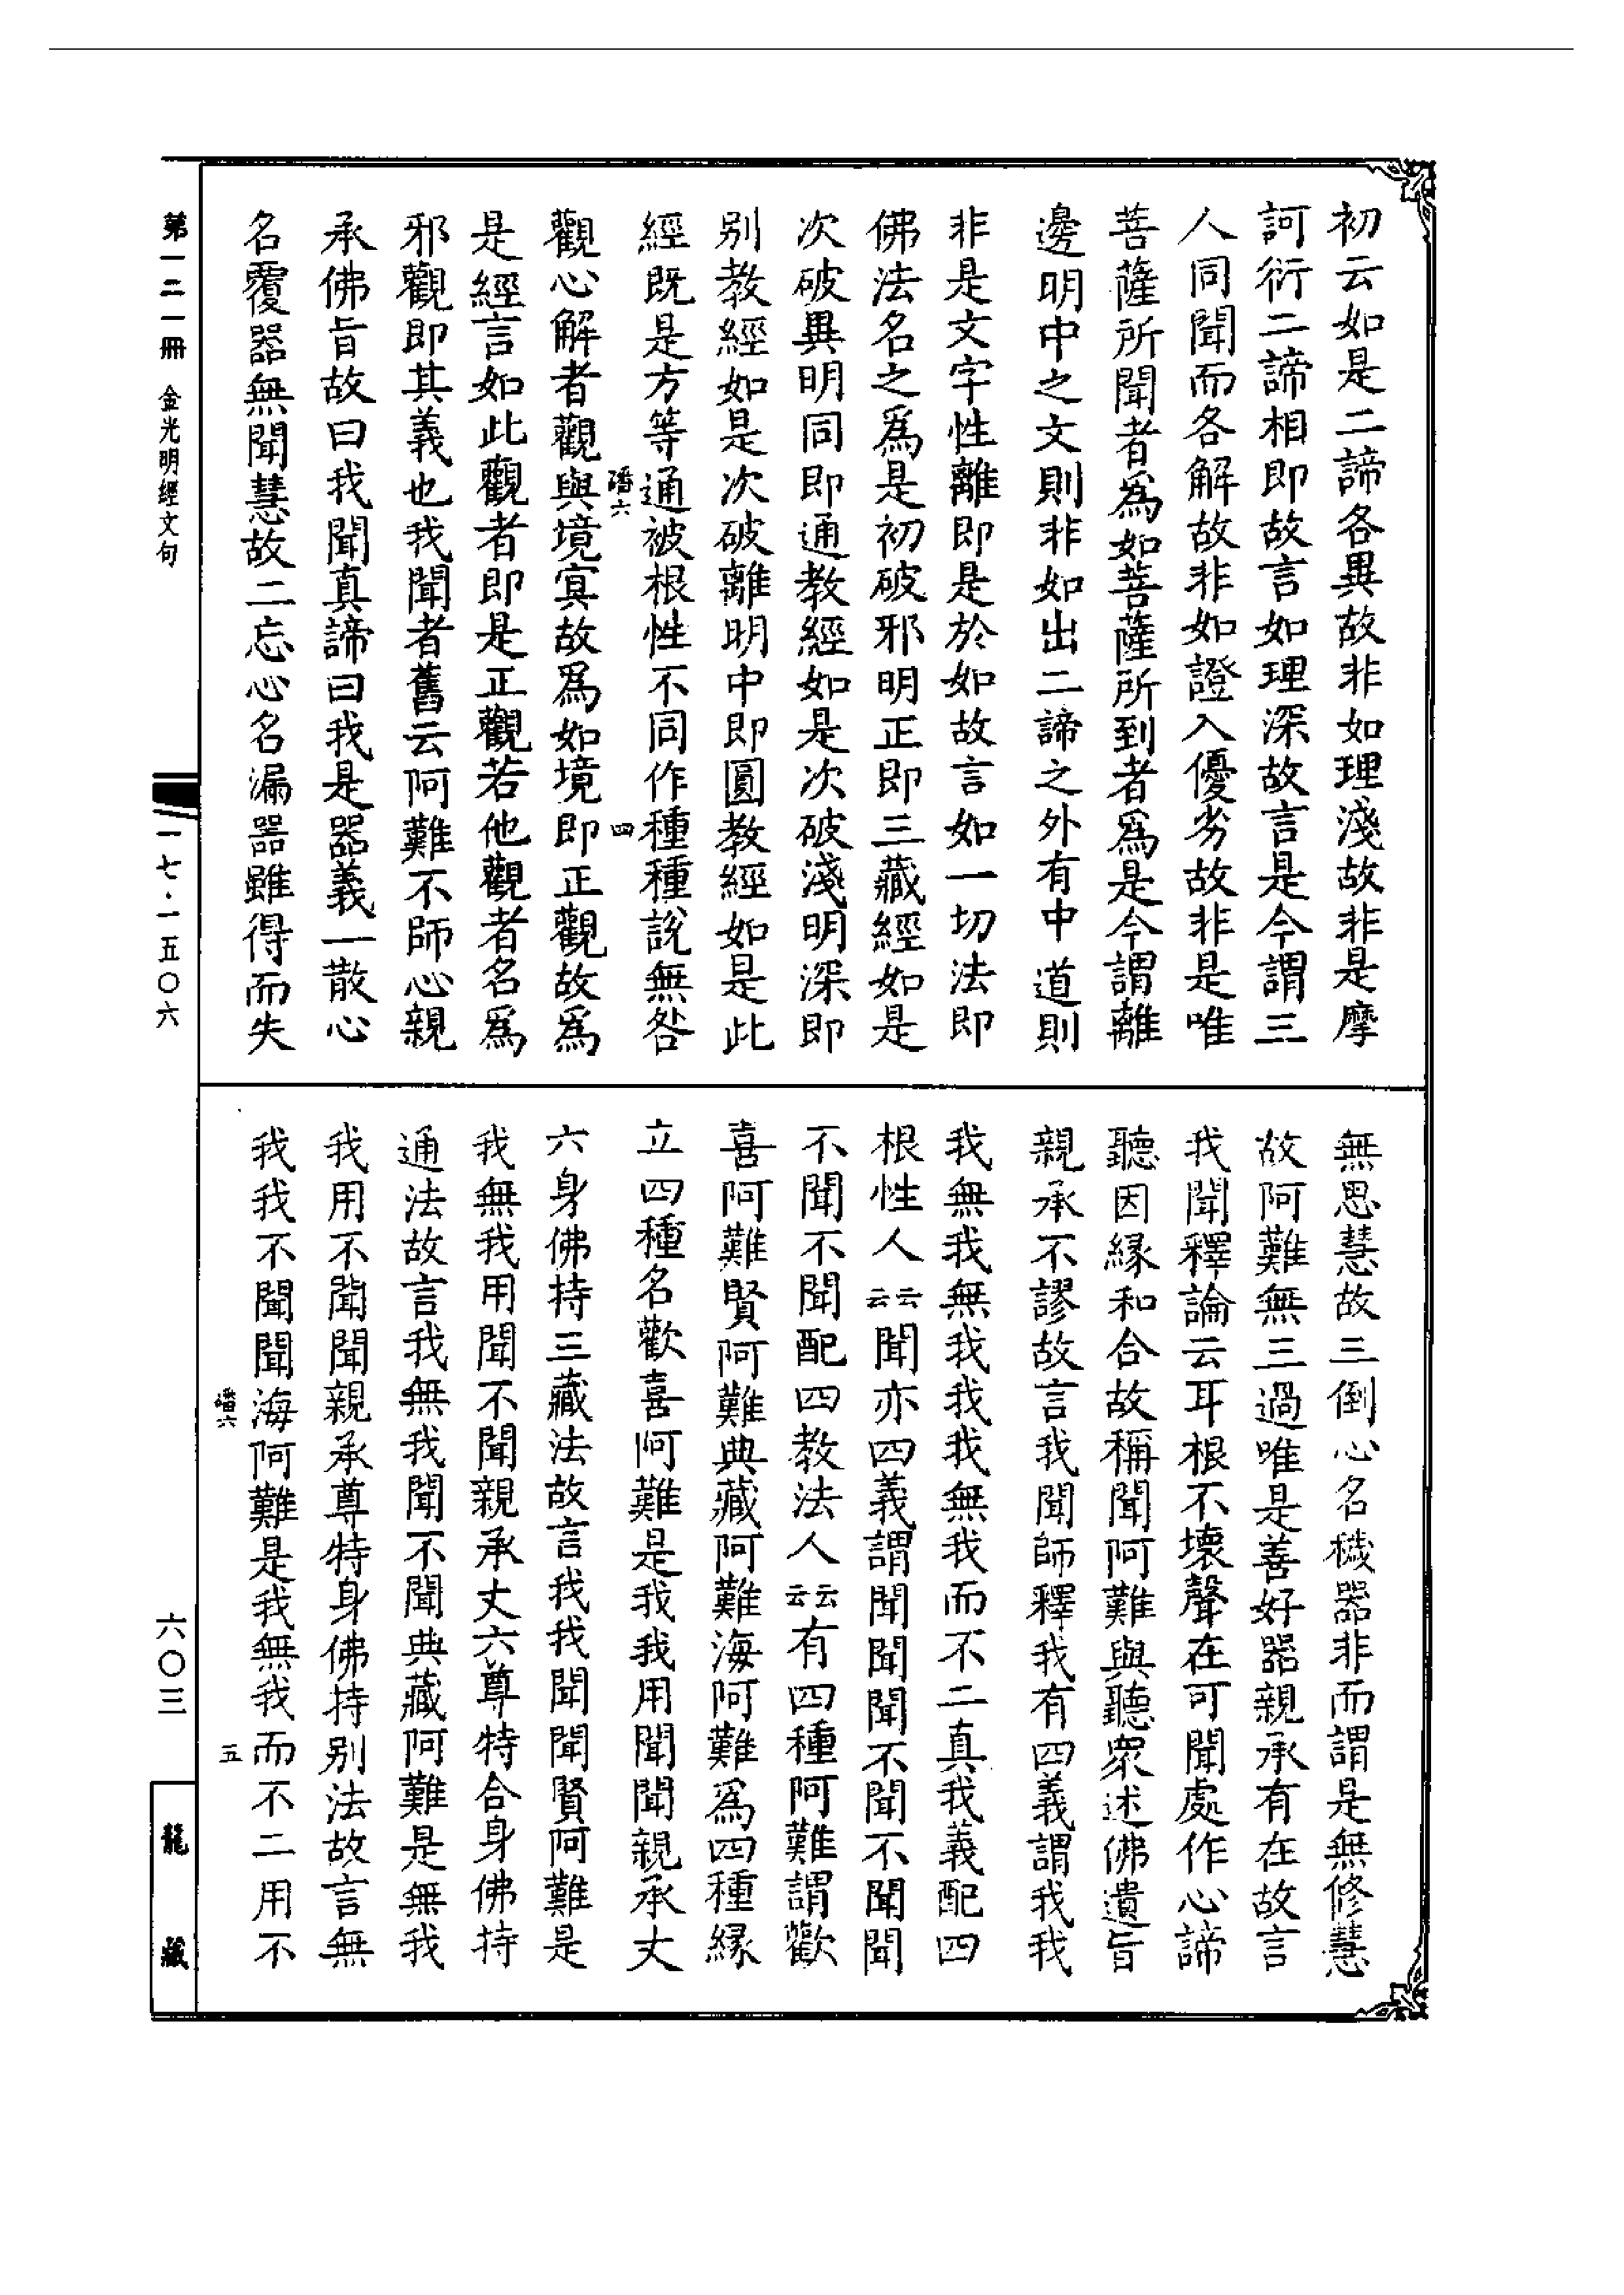 初云如是二諦各異故非如理淺故非是摩
訶衍二諦相即故言如理深故言是今謂三
人同聞而各解故非如證入優劣故非是唯
菩薩所聞者爲如菩薩所到者爲是今謂離
邊明中之文則非如出二諦之外有中道則
非是文字性離即是於如故言如一切法即
佛法名之爲是初破邪明正即三藏經如是
次破異明同即通教經如是次破淺明深即
別教經如是次破離明中即圓教經如是此
經既是方等通被根性不同作種種說無咎
觀心解者觀與境冥故爲如境即正觀故爲
是經言如此觀者即是正觀若他觀者名爲
邪觀即其義也我聞者舊云阿難不師心親
承佛旨故曰我聞真諦曰我是器義一散心
名覆器無聞慧故二忘心名漏器雖得而失
潘六
四
無思慧故三倒心名穢器非而謂是無修慧
故阿難無三過唯是善好器親承有在故言
我聞釋論云耳根不壞聲在可聞處作心諦
聽因緣和合故稱聞阿難與聽眾述佛遺旨
親承不謬故言我聞師釋我有四義謂我我
我無我我無我我我無我而不二真我義配四
根性人云云聞亦四義謂聞聞聞不聞不聞聞
不聞不聞配四教法人云云有四種阿難謂歡
喜阿難賢阿難典藏阿難海阿難爲四種緣
立四種名歡喜阿難是我我用聞聞親承丈
六身佛持三藏法故言我我聞聞賢阿難是
我無我用聞不聞親承丈六尊特合身佛持
通法故言我無我聞不聞典藏阿難是無我
我用不聞聞親承尊特身佛持別法故言無
我我不聞聞海阿難是我無我而不二用不
潘六
五
第一二一冊 金光明經文句
一七·一五〇六
六〇三
龍藏